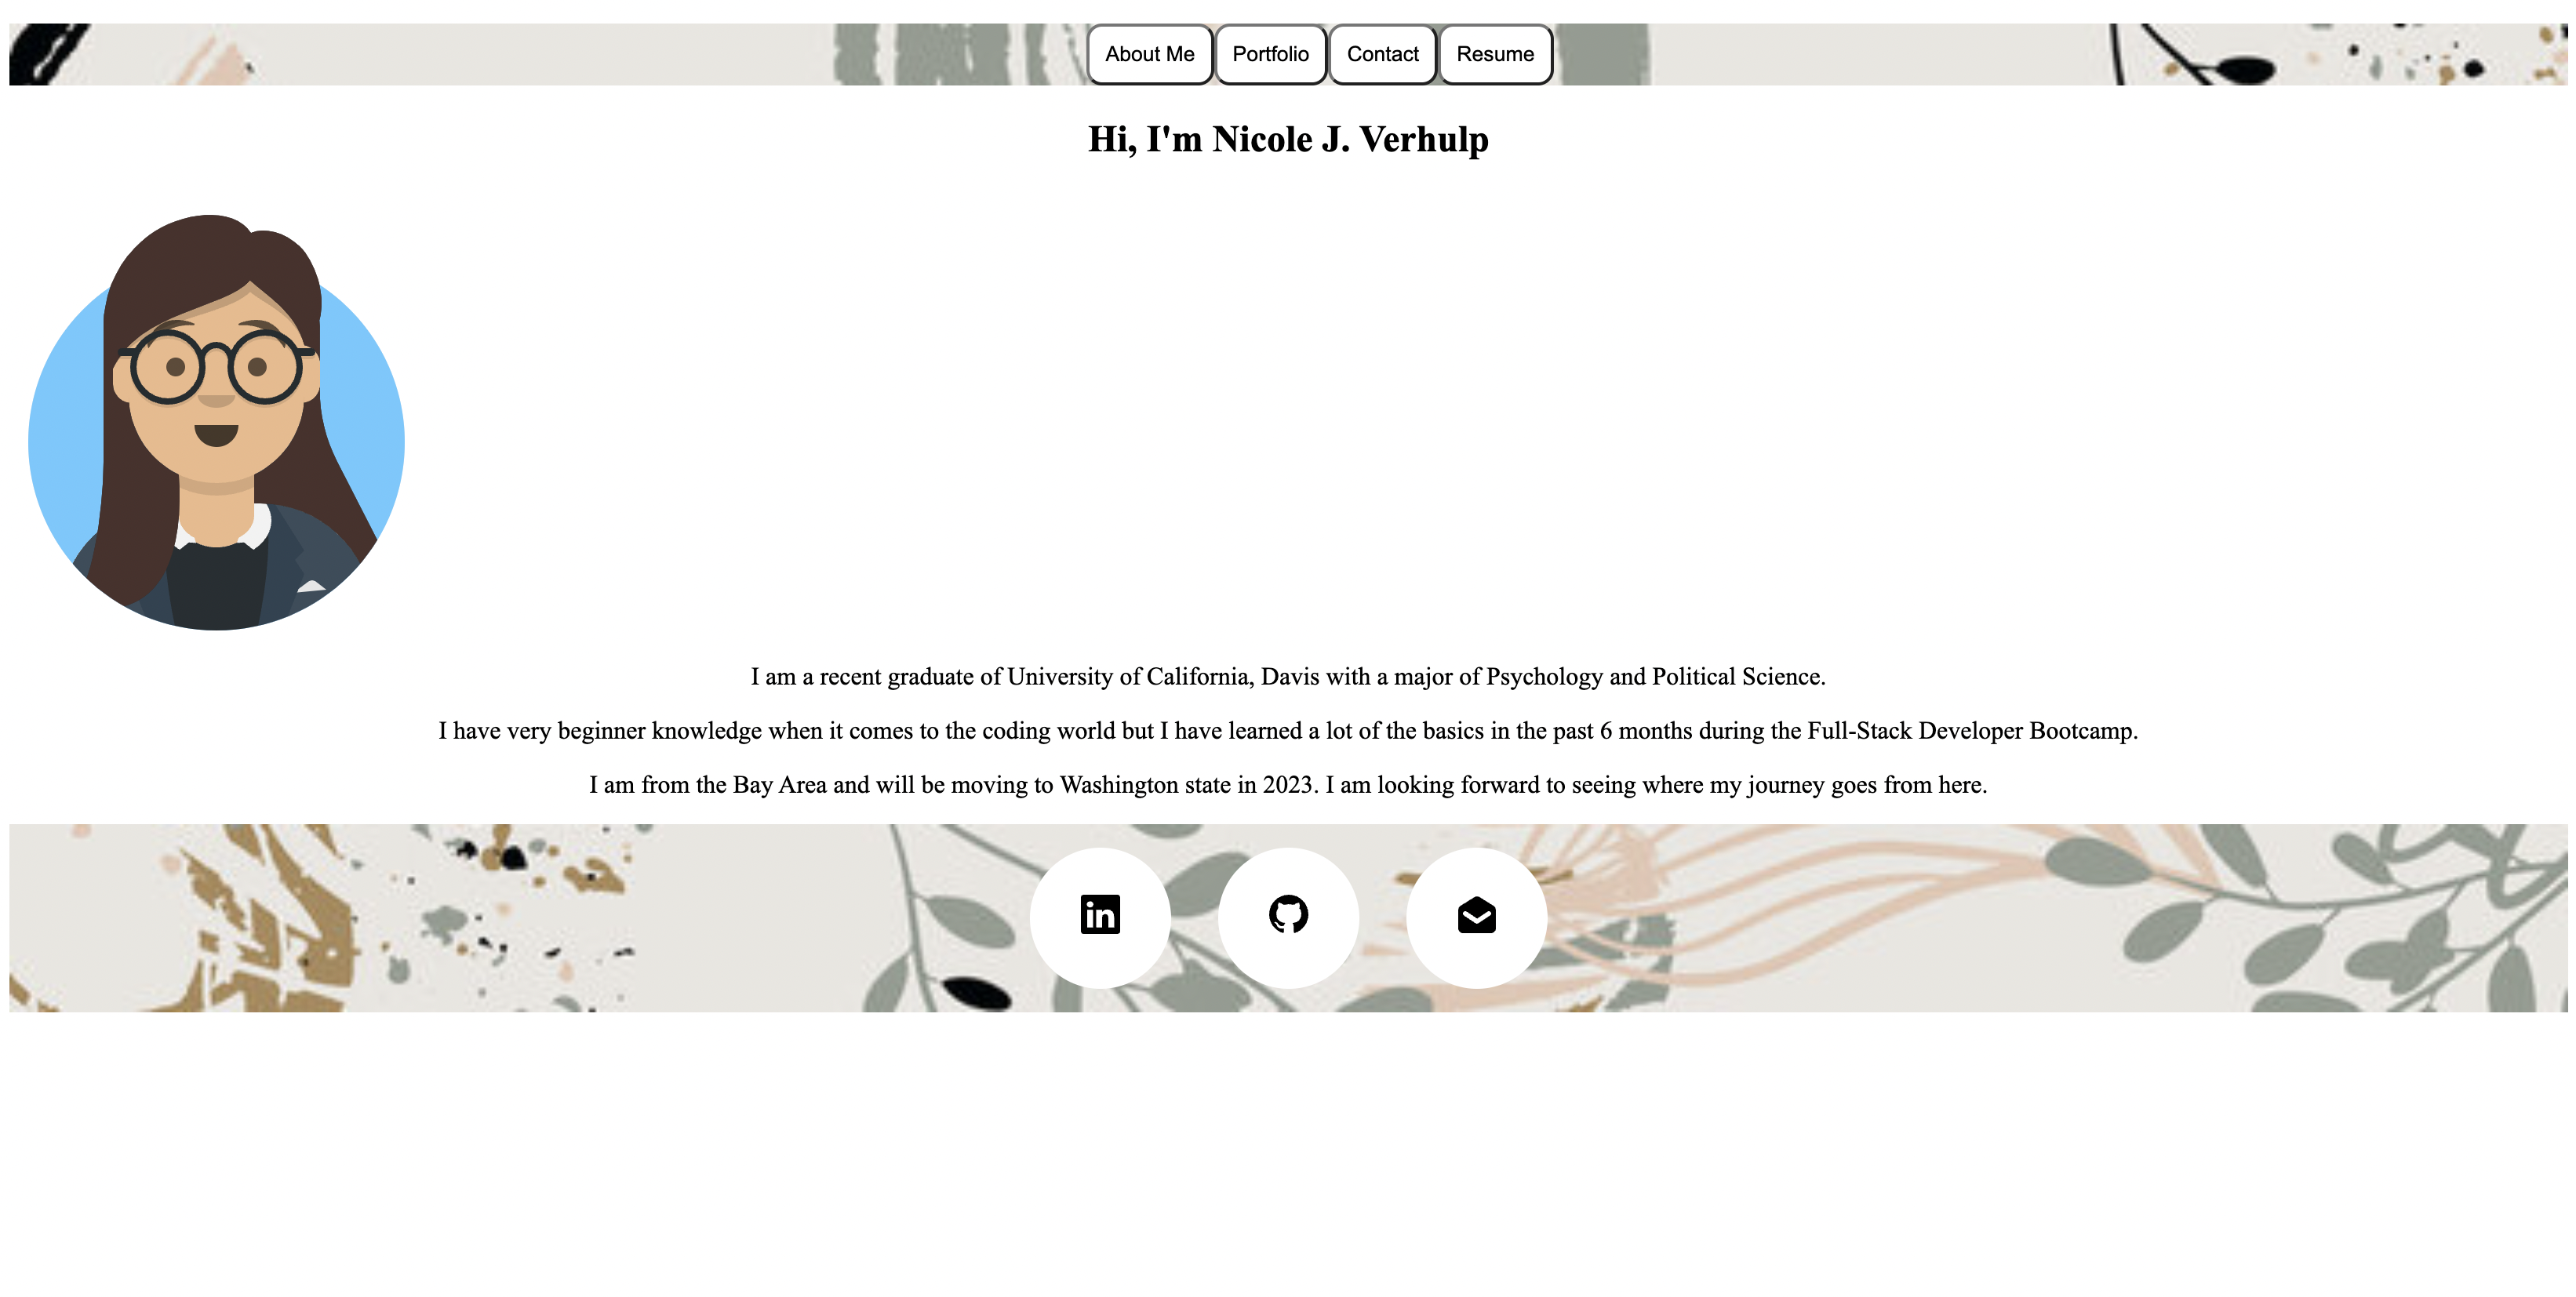 About Me Portfolio Contact Resume
Hi, I'm Nicole J. Verhulp
I am a recent graduate of University of California, Davis with a major of Psychology and Political Science.
I have very beginner knowledge when it comes to the coding world but I have learned a lot of the basics in the past 6 months during the Full-Stack Developer Bootcamp.
I am from the Bay Area and will be moving to Washington state in 2023. I am looking forward to seeing where my journey goes from here.
in